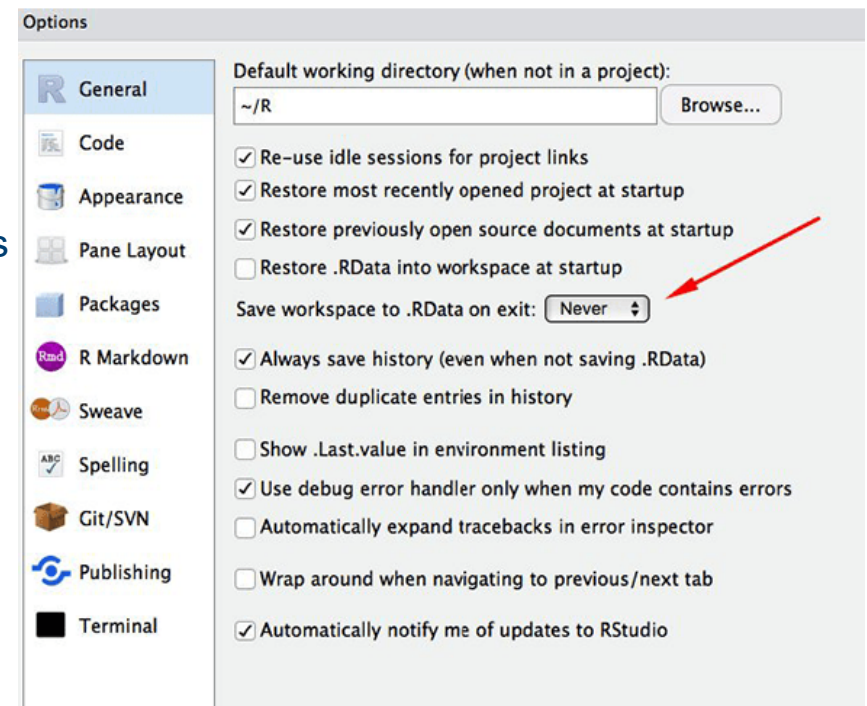 Options
General
Code
Appearance
s
Pane Layout
Packages
R Markdown
Sweave
Spelling
Git/SVN
Publishing
Terminal
Default working directory (when not in a project):
~/R
Browse...
Re-use idle sessions for project links
Restore most recently opened project at startup
Restore previously open source documents at startup
Restore .RData into workspace at startup
Save workspace to .RData on exit: Never
Always save history (even when not saving .RData)
Remove duplicate entries in history
Show .Last.value in environment listing
Use debug error handler only when my code contains errors
Automatically expand tracebacks in error inspector
Wrap around when navigating to previous/next tab
Automatically notify me of updates to RStudio